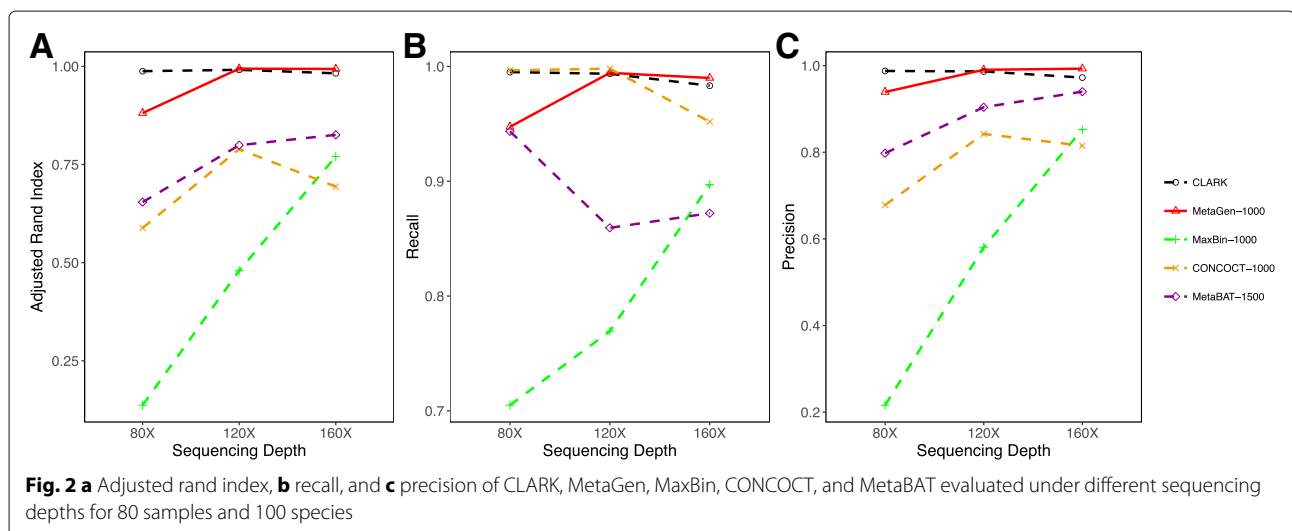 A
1.00
0.75
0.50
0.25
Adjusted Rand Index
80X 120X 160X
Sequencing Depth
B
1.0
0.9
0.8
0.7
Recall
80X 120X 160X
Sequencing Depth
C
1.0
0.8
0.6
0.4
0.2
Precision
80X 120X 160X
Sequencing Depth
CLARK
MetaGen−1000
MaxBin−1000
CONCOCT−1000
MetaBAT−1500
Fig. 2 a Adjusted rand index, b recall, and c precision of CLARK, MetaGen, MaxBin, CONCOCT, and MetaBAT evaluated under different sequencing
depths for 80 samples and 100 species